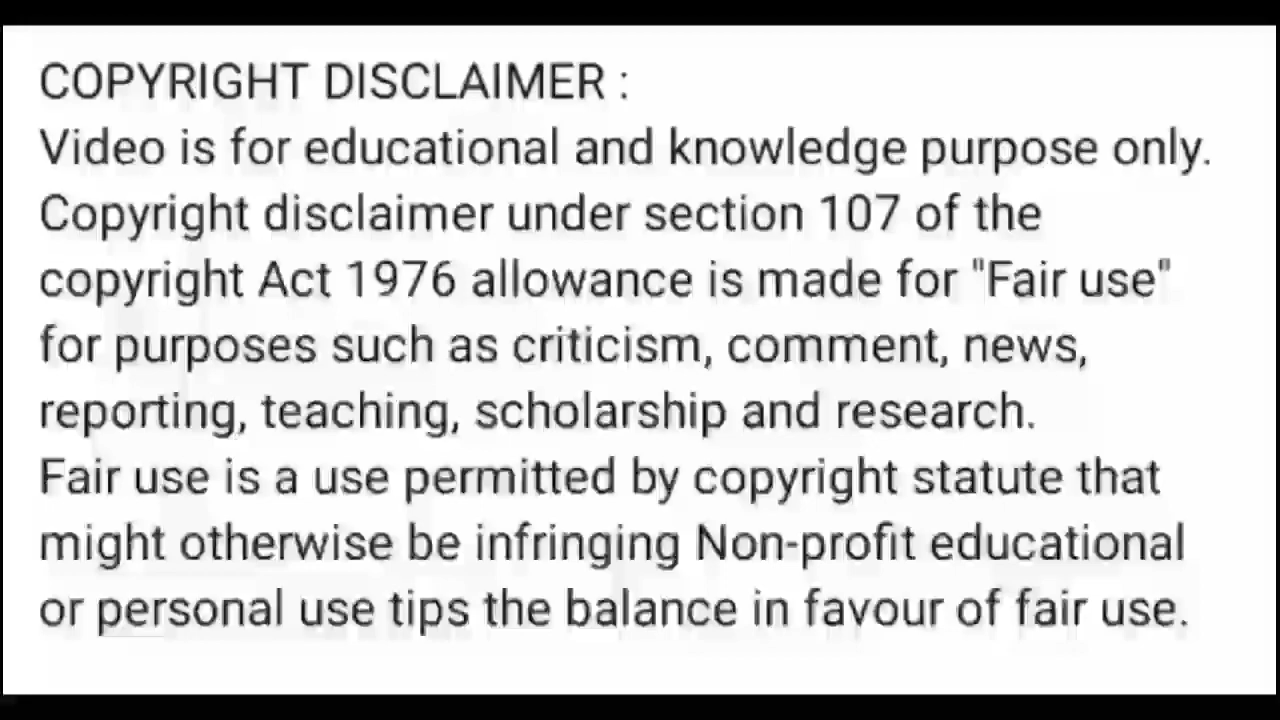 COPYRIGHT DISCLAIMER :
Video is for educational and knowledge purpose only.
Copyright disclaimer under section 107 of the
copyright Act 1976 allowance is made for "Fair use"
for purposes such as criticism, comment, news,
reporting, teaching, scholarship and research.
Fair use is a use permitted by copyright statute that
might otherwise be infringing Non-profit educational
or personal use tips the balance in favour of fair use.